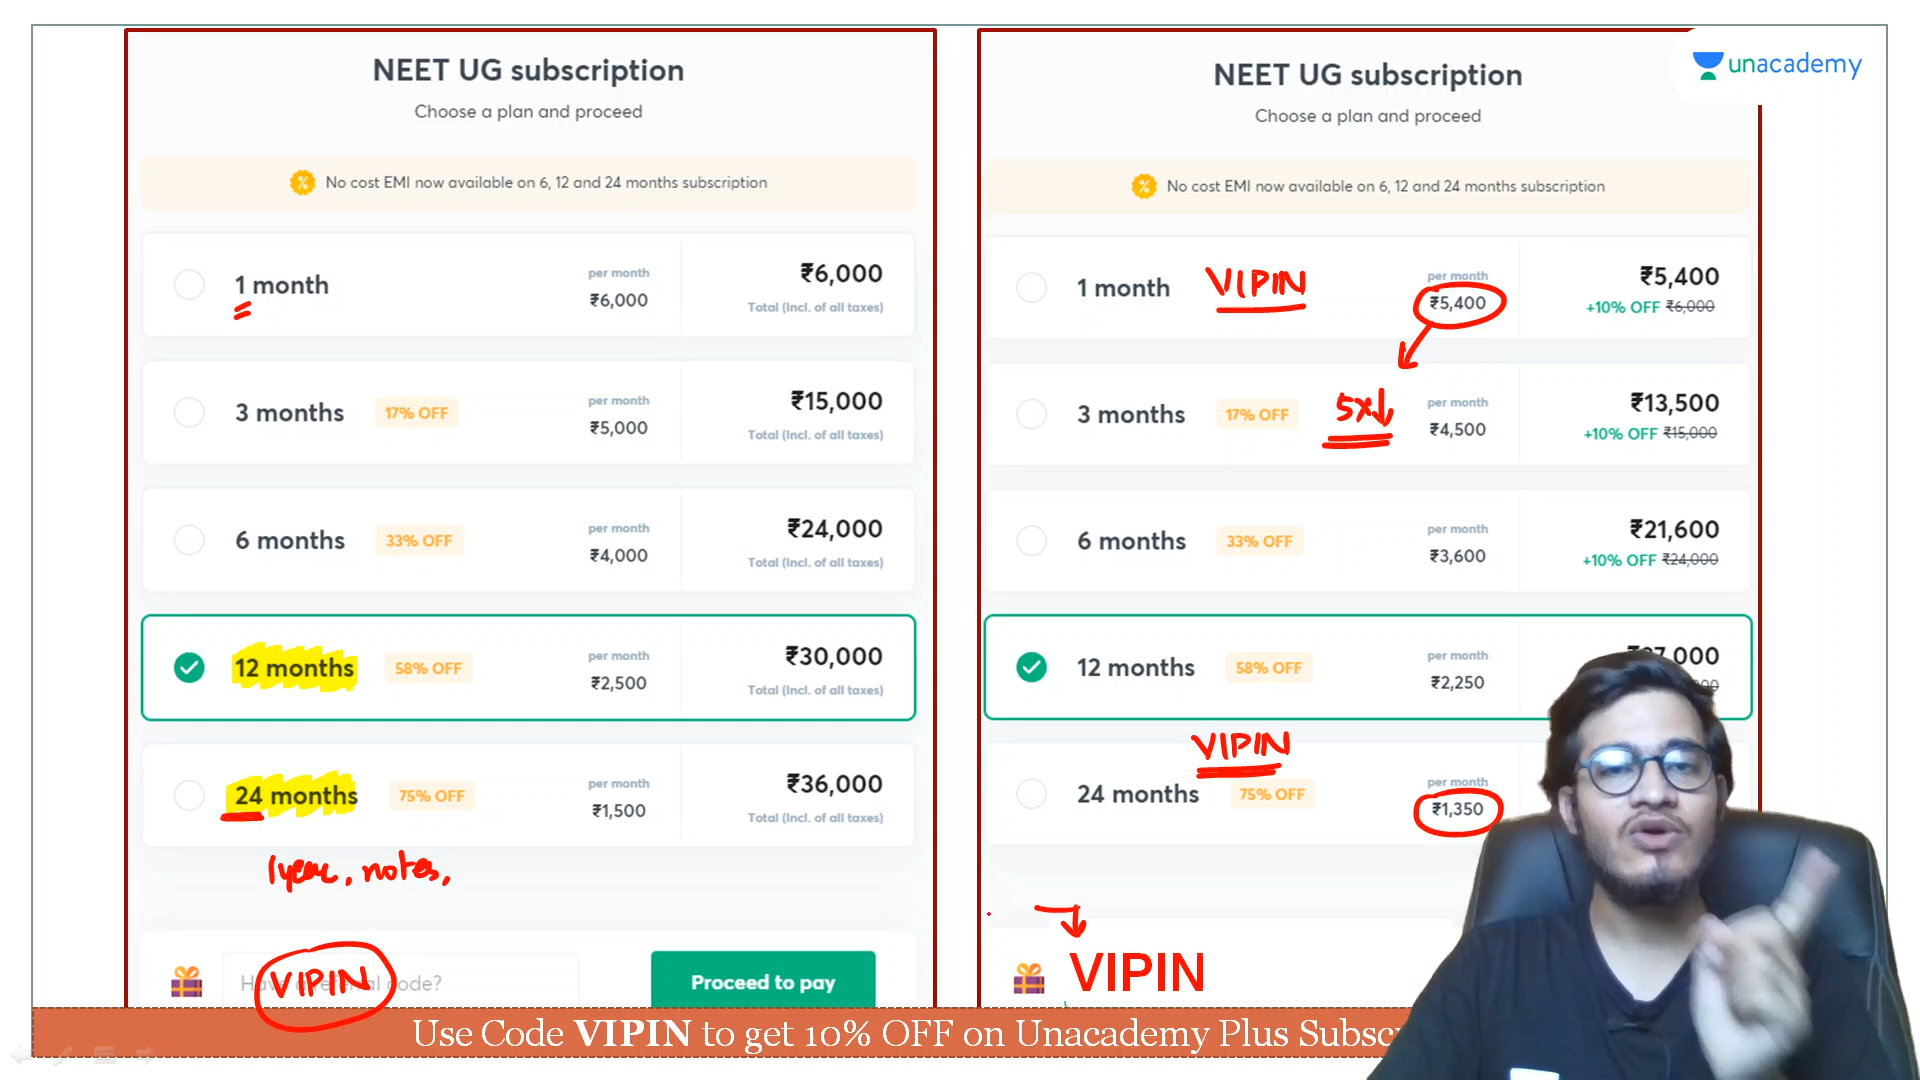 NEET UG subscription
Choose a plan and proceed
No cost EMI now available on 6, 12 and 24 months subscription
1 month
per month
₹6,000
₹6,000
Total (Incl. of all taxes)
3 months
17% OFF
per month
₹5,000
₹15,000
Total (Incl. of all taxes)
6 months
33% OFF
per month
₹4,000
₹24,000
Total (Incl. of all taxes)
12 months
58% OFF
per month
₹2,500
₹30,000
Total (Incl. of all taxes)
24 months
75% OFF
per month
₹1,500
₹36,000
Total (Incl. of all taxes)
1year, notes,
VIPIN
Proceed to pay
unacademy
NEET UG subscription
Choose a plan and proceed
No cost EMI now available on 6, 12 and 24 months subscription
1 month
VIPIN
per month
₹5,400
₹5,400
+10% OFF ₹6,000
3 months
17% OFF
5x↓
per month
₹4,500
₹13,500
+10% OFF ₹15,000
6 months
33% OFF
per month
₹3,600
₹21,600
+10% OFF ₹24,000
12 months
58% OFF
per month
₹2,250
VIPIN
24 months
75% OFF
per month
₹1,350
VIPIN
Use Code VIPIN to get 10% OFF on Unacademy Plus